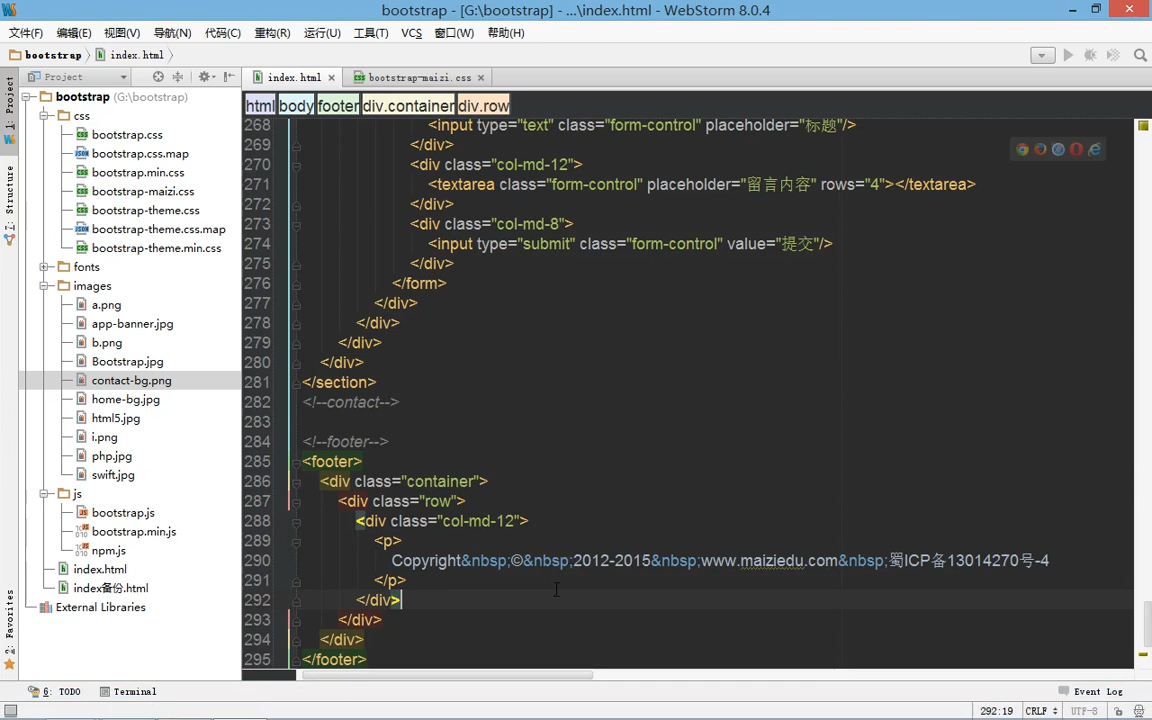 bootstrap - [G:\bootstrap] - ...\index.html - WebStorm 8.0.4
文件(F) 编辑(E) 视图(V) 导航(N) 代码(C) 重构(R) 运行(U) 工具(T) VCS 窗口(W) 帮助(H)
bootstrap index.html
Project
index.html
bootstrap-maizi.css
1: Project
7: Structure
2: Favorites
bootstrap (G:\bootstrap)
css
bootstrap.css
bootstrap.css.map
bootstrap.min.css
bootstrap-maizi.css
bootstrap-theme.css
bootstrap-theme.css.map
bootstrap-theme.min.css
fonts
images
a.png
app-banner.jpg
b.png
Bootstrap.jpg
contact-bg.png
home-bg.jpg
html5.jpg
i.png
php.jpg
swift.jpg
js
bootstrap.js
bootstrap.min.js
npm.js
index.html
index备份.html
External Libraries
html body footer div.container div.row
268 <input type="text" class="form-control" placeholder="标题"/>
269 </div>
270 <div class="col-md-12">
271 <textarea class="form-control" placeholder="留言内容" rows="4"></textarea>
272 </div>
273 <div class="col-md-8">
274 <input type="submit" class="form-control" value="提交"/>
275 </div>
276 </form>
277 </div>
278 </div>
279 </div>
280 </div>
281 </section>
282 <!--contact-->
283
284 <!--footer-->
285 <footer>
286 <div class="container">
287 <div class="row">
288 <div class="col-md-12">
289 <p>
290 Copyright&nbsp;©&nbsp;2012-2015&nbsp;www.maiziedu.com&nbsp;蜀ICP备13014270号-4
291 </p>
292 </div>
293 </div>
294 </div>
295 </footer>
6: TODO
Terminal
Event Log
292:19 CRLF UTF-8